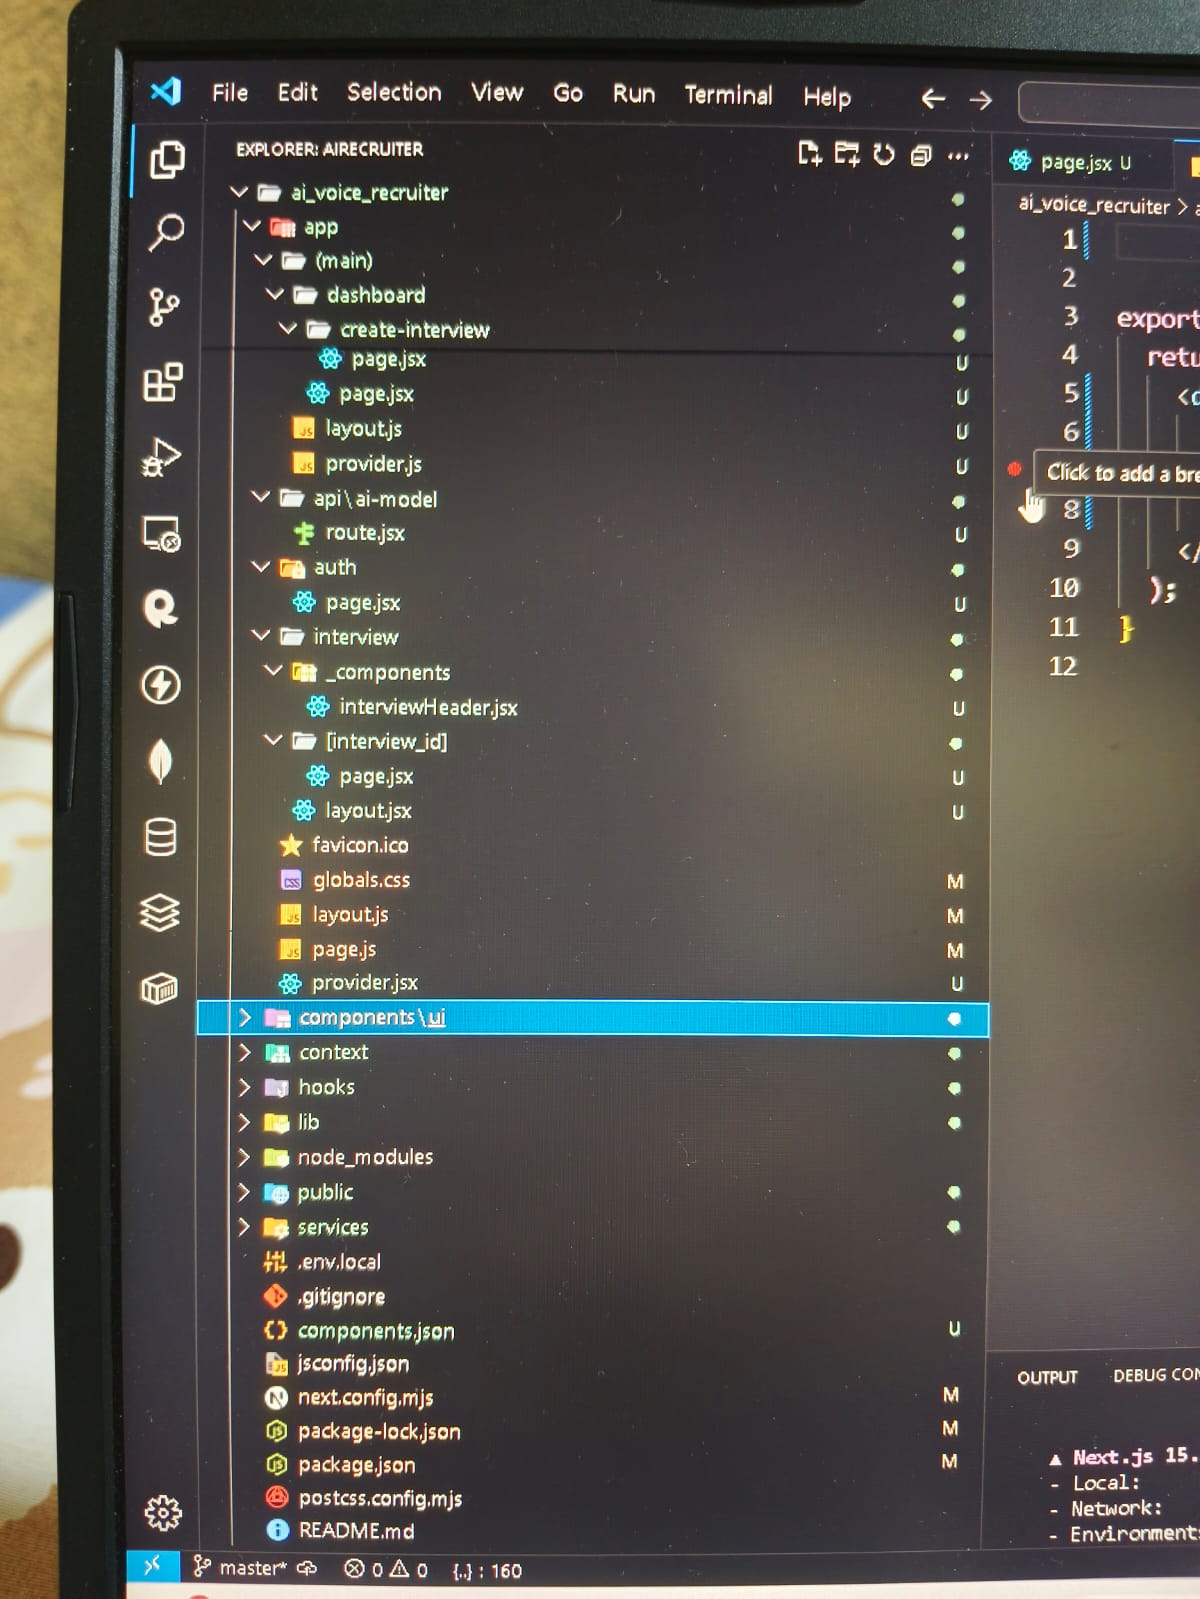 File Edit Selection View Go Run Terminal Help
EXPLORER: AIRECRUITER
ai_voice_recruiter
app
(main)
dashboard
create-interview
page.jsx U
page.jsx U
layout.js U
provider.js U
api\ai-model
route.jsx U
auth
page.jsx U
interview
_components
interviewHeader.jsx U
[interview_id]
page.jsx U
layout.jsx U
favicon.ico
globals.css M
layout.js M
page.js M
provider.jsx U
components\ui
context
hooks
lib
node_modules
public
services
.env.local
.gitignore
components.json U
jsconfig.json
next.config.mjs M
package-lock.json M
package.json M
postcss.config.mjs
README.md
page.jsx U
ai_voice_recruiter >
1
2
3 export
4 retu
5 <
6
Click to add a bre
8
9 </
10 );
11 }
12
OUTPUT DEBUG CON
▲ Next.js 15.
- Local:
- Network:
- Environment
master* 0 0 {..} : 160